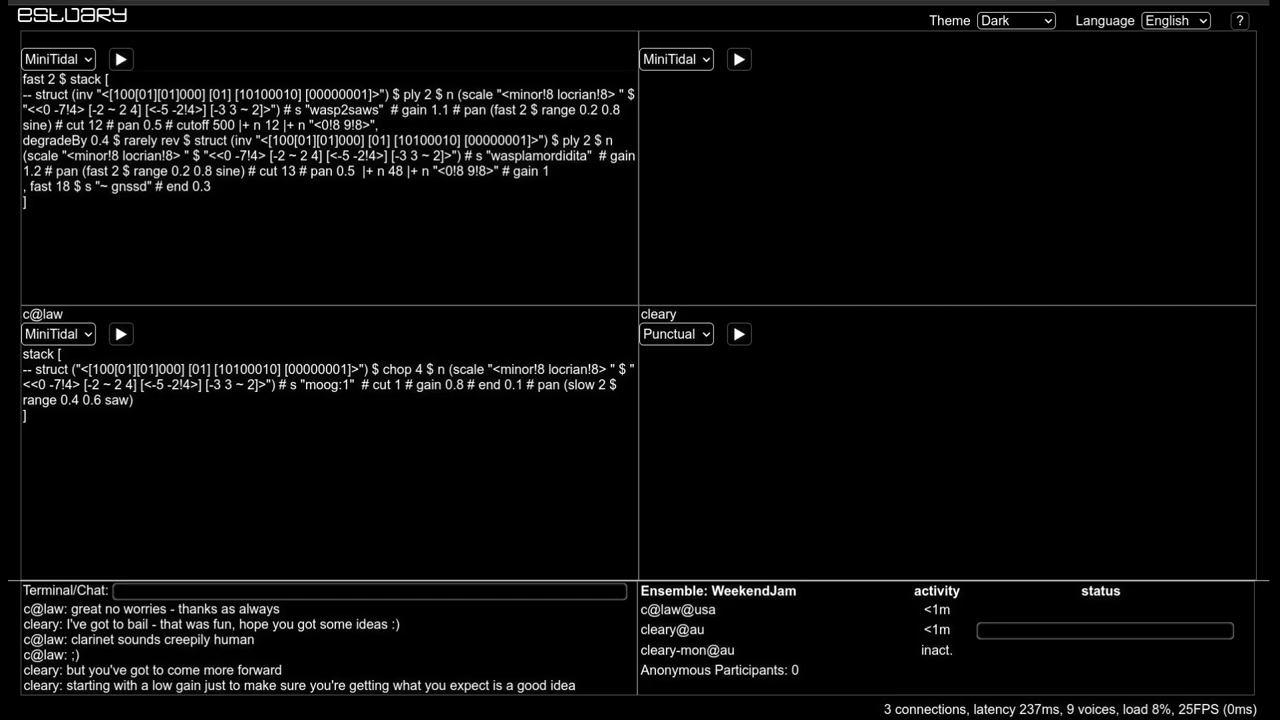 estuary
Theme Dark Language English ?
MiniTidal
fast 2 $ stack [
-- struct (inv "<[100[01][01]000] [01] [10100010] [00000001]>") $ ply 2 $ n (scale "<minor!8 locrian!8> " $
"<<0 -7!4> [-2 ~ 2 4] [<-5 -2!4>] [-3 3 ~ 2]>") # s "wasp2saws"  # gain 1.1 # pan (fast 2 $ range 0.2 0.8
sine) # cut 12 # pan 0.5 # cutoff 500 |+ n 12 |+ n "<0!8 9!8>",
degradeBy 0.4 $ rarely rev $ struct (inv "<[100[01][01]000] [01] [10100010] [00000001]>") $ ply 2 $ n
(scale "<minor!8 locrian!8> " $ "<<0 -7!4> [-2 ~ 2 4] [<-5 -2!4>] [-3 3 ~ 2]>") # s "wasplamordidita"  # gain
1.2 # pan (fast 2 $ range 0.2 0.8 sine) # cut 13 # pan 0.5  |+ n 48 |+ n "<0!8 9!8>" # gain 1
, fast 18 $ s "~ gnssd" # end 0.3
]
MiniTidal
c@law
MiniTidal
stack [
-- struct ("<[100[01][01]000] [01] [10100010] [00000001]>") $ chop 4 $ n (scale "<minor!8 locrian!8> " $ "
<<0 -7!4> [-2 ~ 2 4] [<-5 -2!4>] [-3 3 ~ 2]>") # s "moog:1"  # cut 1 # gain 0.8 # end 0.1 # pan (slow 2 $
range 0.4 0.6 saw)
]
cleary
Punctual
Terminal/Chat:
c@law: great no worries - thanks as always
cleary: I've got to bail - that was fun, hope you got some ideas :)
c@law: clarinet sounds creepily human
c@law: ;)
cleary: but you've got to come more forward
cleary: starting with a low gain just to make sure you're getting what you expect is a good idea
Ensemble: WeekendJam activity status
c@law@usa <1m
cleary@au <1m
cleary-mon@au inact.
Anonymous Participants: 0
3 connections, latency 237ms, 9 voices, load 8%, 25FPS (0ms)